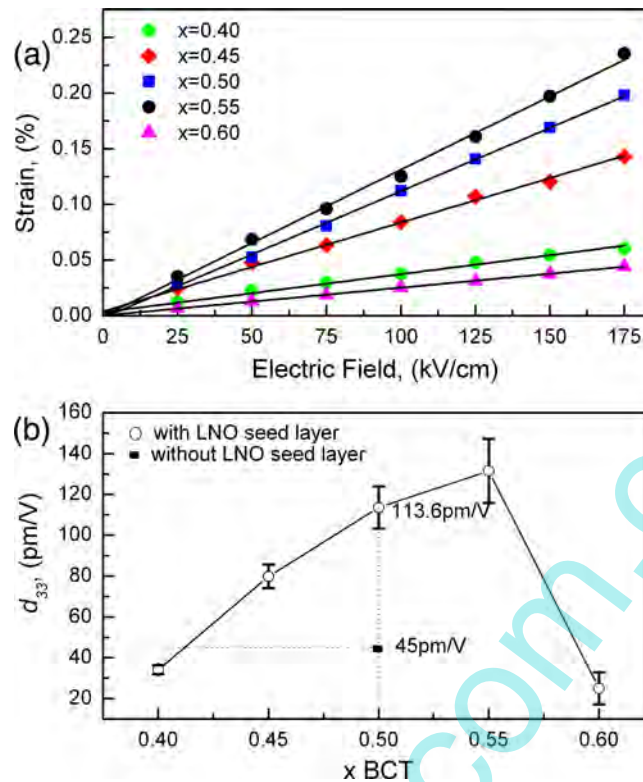 (a)
0.25
0.20
0.15
0.10
0.05
0.00
x=0.40
x=0.45
x=0.50
x=0.55
x=0.60
Strain, (%)
0 25 50 75 100 125 150 175
Electric Field, (kV/cm)
(b)
160
140
120
100
80
60
40
20
with LNO seed layer
without LNO seed layer
113.6pm/V
45pm/V
d33, (pm/V)
0.40 0.45 0.50 0.55 0.60
x BCT